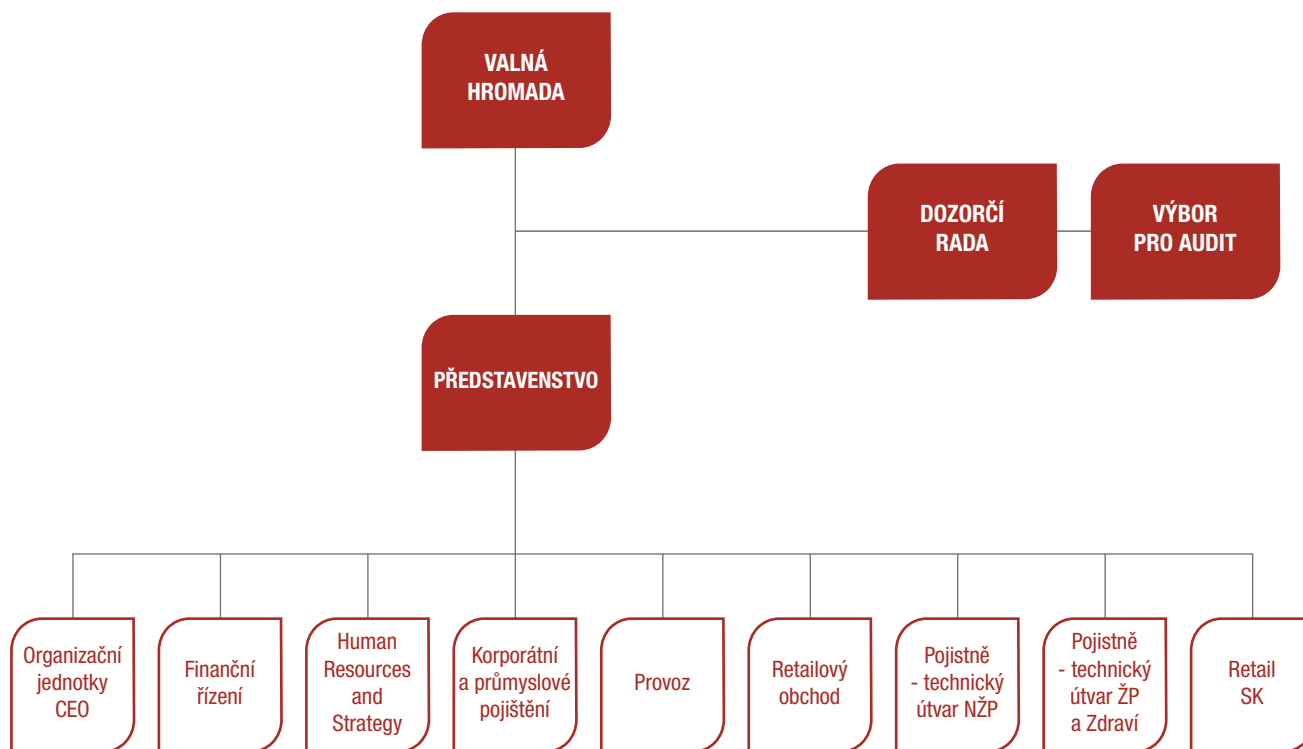 VALNÁ
HROMADA
DOZORČÍ
RADA
VÝBOR
PRO AUDIT
PŘEDSTAVENSTVO
Organizační
jednotky
CEO
Finanční
řízení
Human
Resources
and
Strategy
Korporátní
a průmyslové
pojištění
Provoz
Retailový
obchod
Pojistně
- technický
útvar NŽP
Pojistně
- technický
útvar ŽP
a Zdraví
Retail
SK